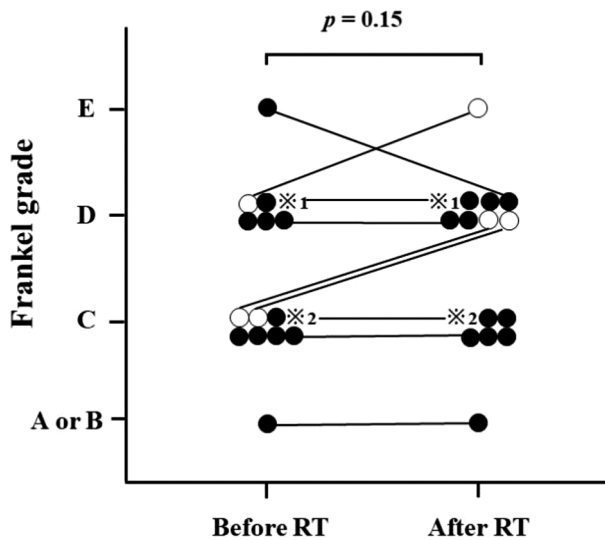 p = 0.15
Frankel grade
E
D
※1 ※1
C
※2 ※2
A or B
Before RT After RT